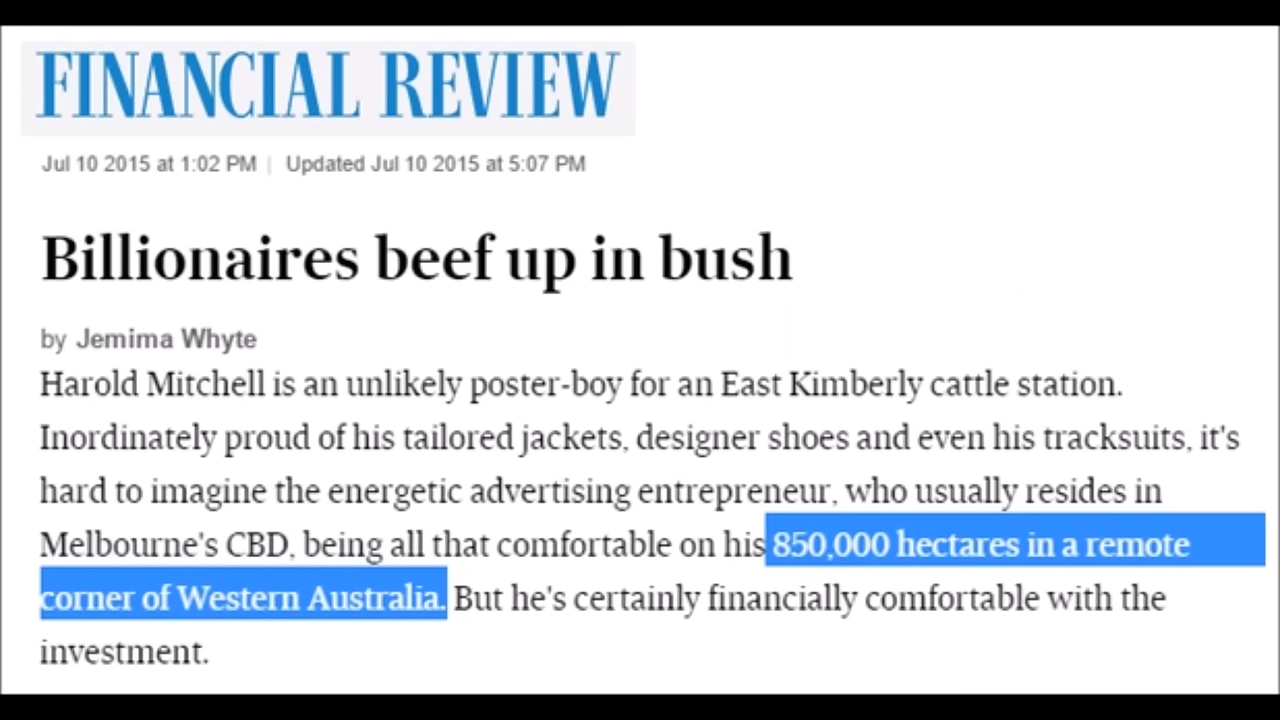 FINANCIAL REVIEW
Jul 10 2015 at 1:02 PM | Updated Jul 10 2015 at 5:07 PM
Billionaires beef up in bush
by Jemima Whyte
Harold Mitchell is an unlikely poster-boy for an East Kimberly cattle station.
Inordinately proud of his tailored jackets, designer shoes and even his tracksuits, it's
hard to imagine the energetic advertising entrepreneur, who usually resides in
Melbourne's CBD, being all that comfortable on his 850,000 hectares in a remote
corner of Western Australia. But he's certainly financially comfortable with the
investment.